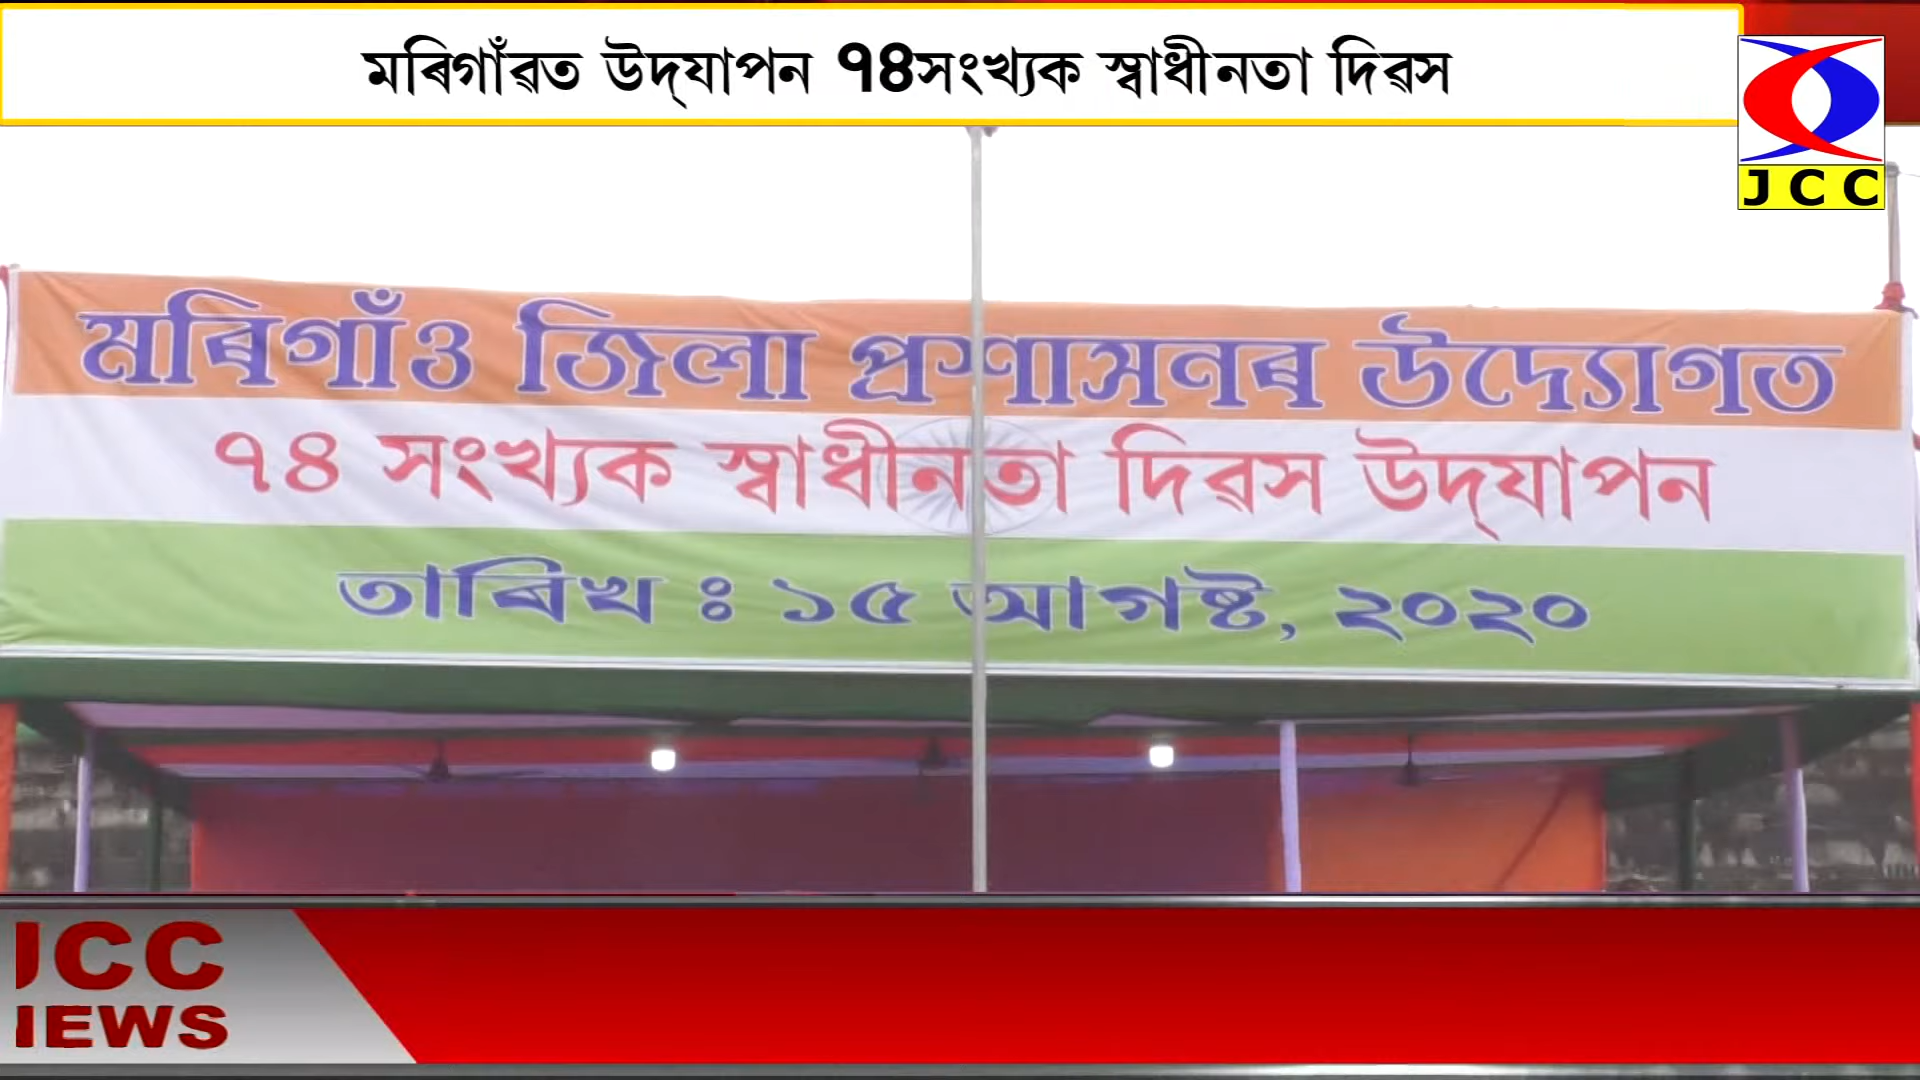 মৰিগাঁৱত উদ্‌যাপন ৭৪সংখ্যক স্বাধীনতা দিৱস
JCC
মৰিগাঁও জিলা প্ৰশাসনৰ উদ্যোগত
৭৪ সংখ্যক স্বাধীনতা দিৱস উদ্‌যাপন
তাৰিখ ঃ ১৫ আগষ্ট, ২০২০
JCC
NEWS